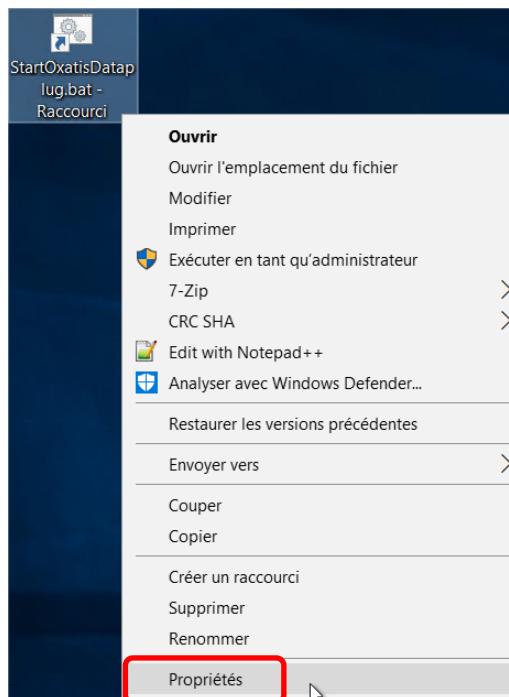 StartOxatisDatap
lug.bat -
Raccourci
Ouvrir
Ouvrir l'emplacement du fichier
Modifier
Imprimer
Exécuter en tant qu'administrateur
7-Zip
CRC SHA
Edit with Notepad++
Analyser avec Windows Defender...
Restaurer les versions précédentes
Envoyer vers
Couper
Copier
Créer un raccourci
Supprimer
Renommer
Propriétés